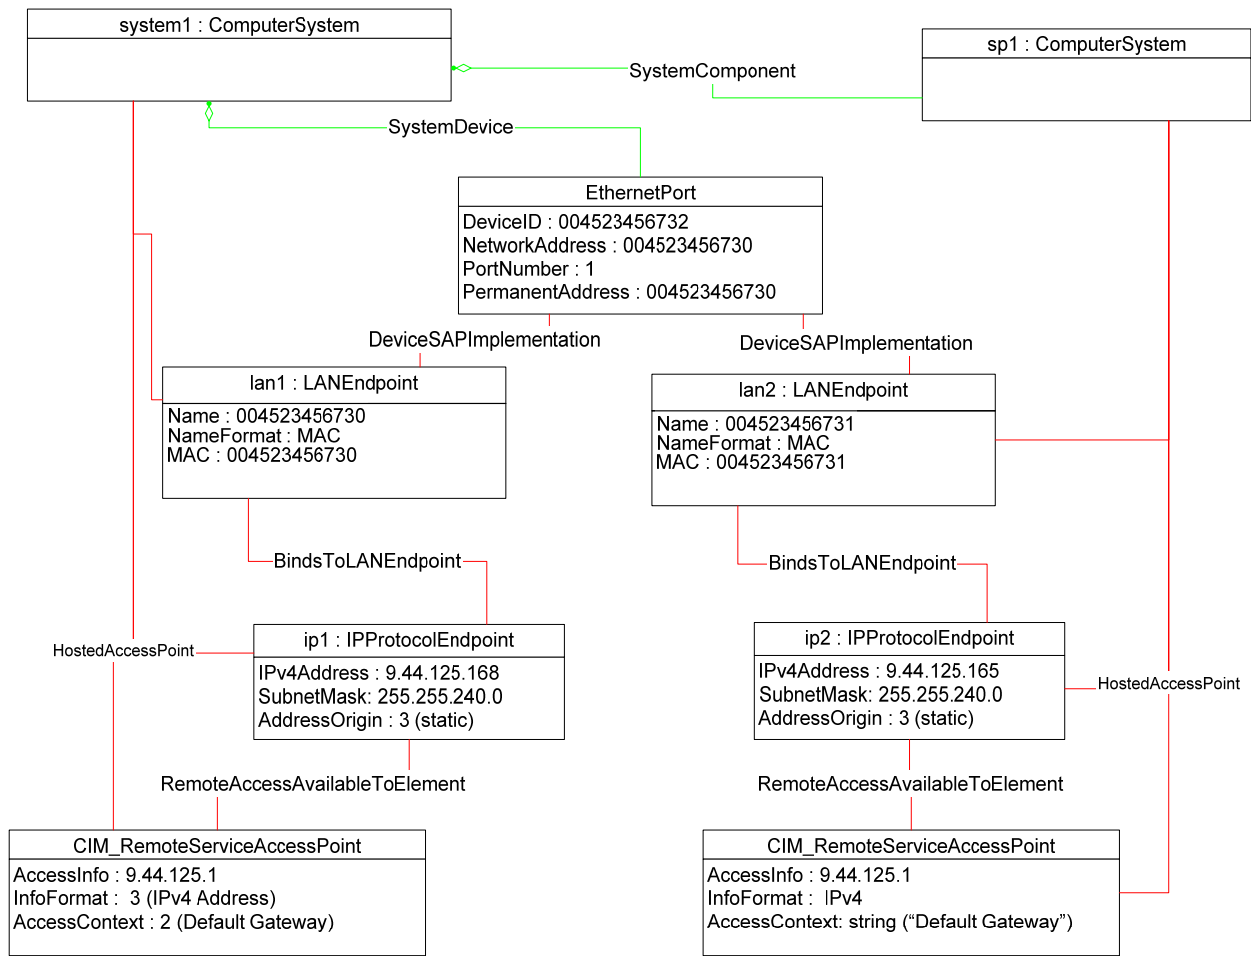 system1 : ComputerSystem
sp1 : ComputerSystem
SystemComponent
SystemDevice
EthernetPort
DeviceID : 004523456732
NetworkAddress : 004523456730
PortNumber : 1
PermanentAddress : 004523456730
DeviceSAPImplementation
DeviceSAPImplementation
lan1 : LANEndpoint
Name : 004523456730
NameFormat : MAC
MAC : 004523456730
lan2 : LANEndpoint
Name : 004523456731
NameFormat : MAC
MAC : 004523456731
BindsToLANEndpoint
BindsToLANEndpoint
ip1 : IPProtocolEndpoint
IPv4Address : 9.44.125.168
SubnetMask: 255.255.240.0
AddressOrigin : 3 (static)
ip2 : IPProtocolEndpoint
IPv4Address : 9.44.125.165
SubnetMask: 255.255.240.0
AddressOrigin : 3 (static)
HostedAccessPoint
HostedAccessPoint
RemoteAccessAvailableToElement
RemoteAccessAvailableToElement
CIM_RemoteServiceAccessPoint
AccessInfo : 9.44.125.1
InfoFormat :  3 (IPv4 Address)
AccessContext : 2 (Default Gateway)
CIM_RemoteServiceAccessPoint
AccessInfo : 9.44.125.1
InfoFormat :  IPv4
AccessContext: string (“Default Gateway”)